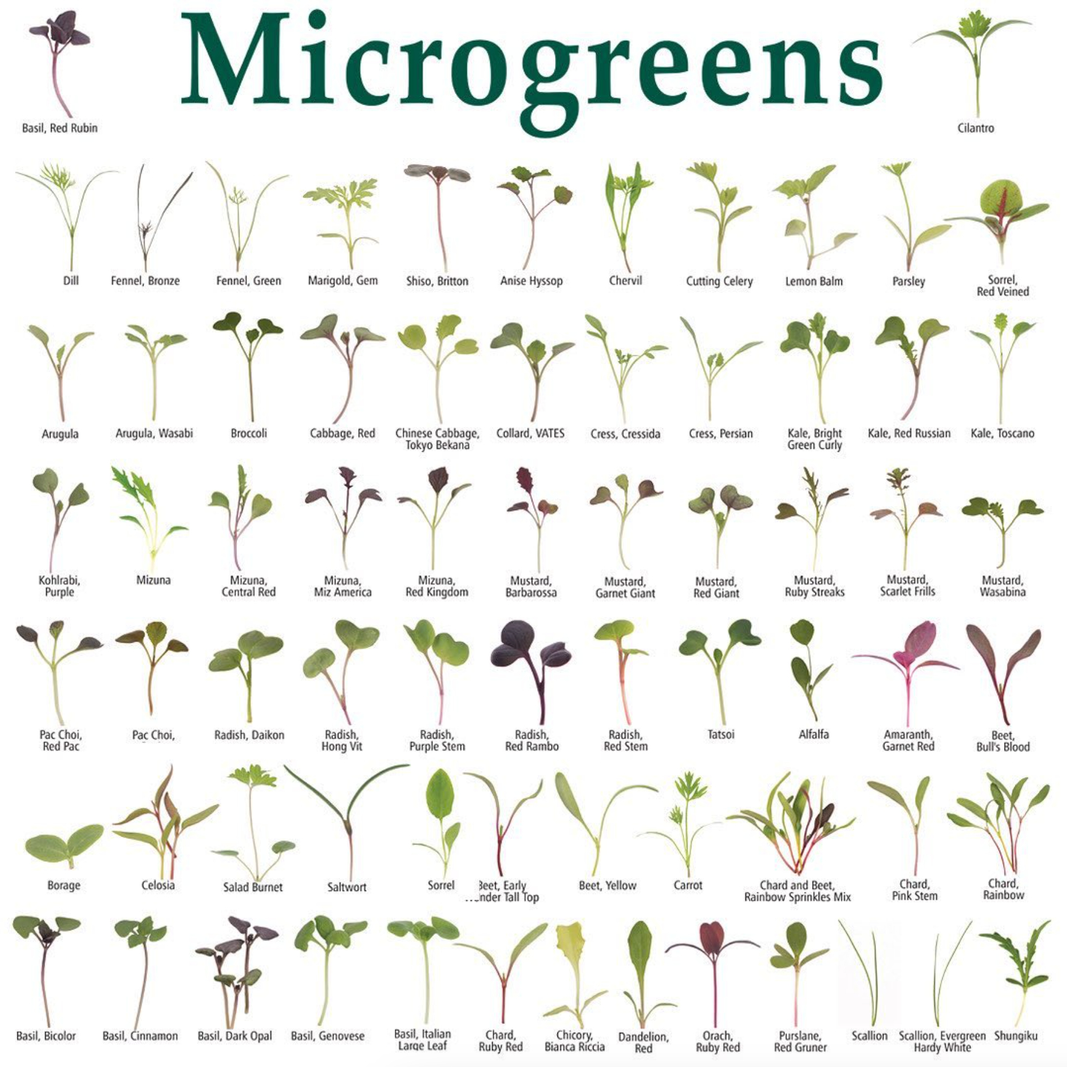 Microgreens
Basil, Red Rubin
Cilantro
Dill
Fennel, Bronze
Fennel, Green
Marigold, Gem
Shiso, Britton
Anise Hyssop
Chervil
Cutting Celery
Lemon Balm
Parsley
Sorrel,
Red Veined
Arugula
Arugula, Wasabi
Broccoli
Cabbage, Red
Chinese Cabbage,
Tokyo Bekana
Collard, VATES
Cress, Cressida
Cress, Persian
Kale, Bright
Green Curly
Kale, Red Russian
Kale, Toscano
Kohlrabi,
Purple
Mizuna
Mizuna,
Central Red
Mizuna,
Miz America
Mizuna,
Red Kingdom
Mustard,
Barbarossa
Mustard,
Garnet Giant
Mustard,
Red Giant
Mustard,
Ruby Streaks
Mustard,
Scarlet Frills
Mustard,
Wasabina
Pac Choi,
Red Pac
Pac Choi,
Radish, Daikon
Radish,
Hong Vit
Radish,
Purple Stem
Radish,
Red Rambo
Radish,
Red Stem
Tatsoi
Alfalfa
Amaranth,
Garnet Red
Beet,
Bull's Blood
Borage
Celosia
Salad Burnet
Saltwort
Sorrel
Beet, Early
Tall Top
Beet, Yellow
Carrot
Chard and Beet,
Rainbow Sprinkles Mix
Chard,
Pink Stem
Chard,
Rainbow
Basil, Bicolor
Basil, Cinnamon
Basil, Dark Opal
Basil, Genovese
Basil, Italian
Large Leaf
Chard,
Ruby Red
Chicory,
Bianca Riccia
Dandelion,
Red
Orach,
Ruby Red
Purslane,
Red Gruner
Scallion
Scallion, Evergreen
Hardy White
Shungiku